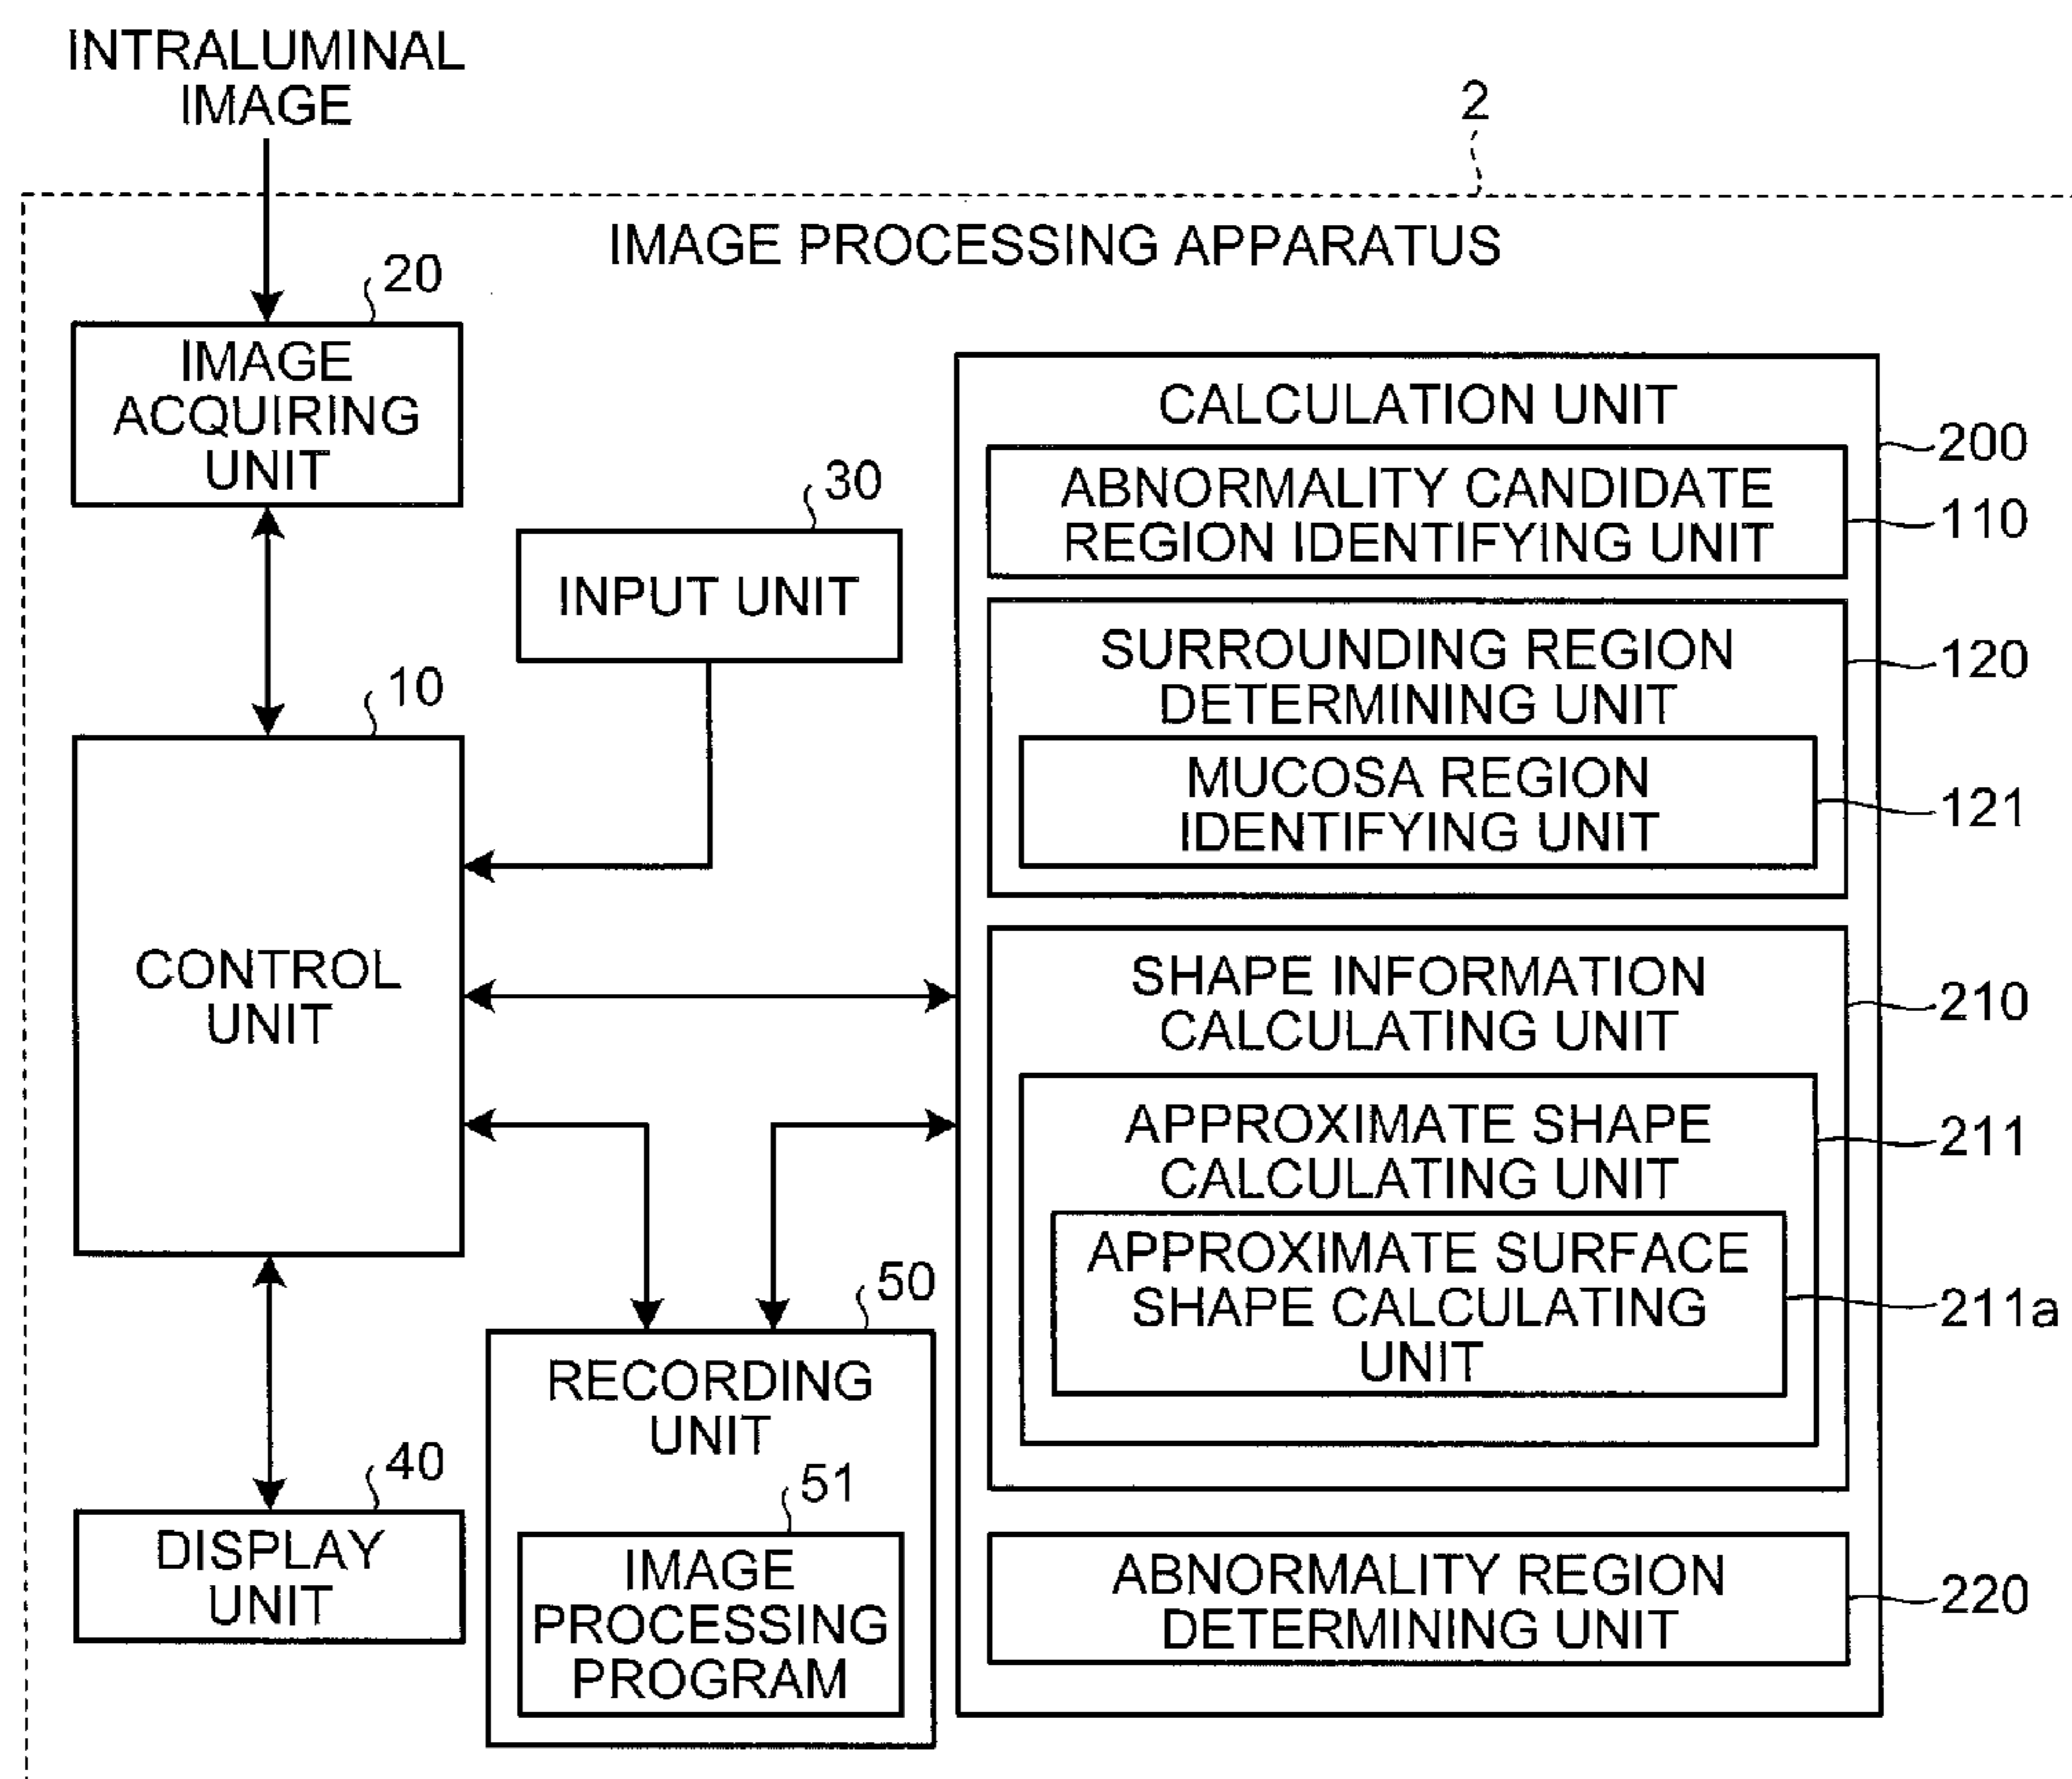 INTRALUMINAL
IMAGE
2
IMAGE PROCESSING APPARATUS
20
IMAGE
ACQUIRING
UNIT
30
INPUT UNIT
10
CONTROL
UNIT
50
RECORDING
UNIT
51
IMAGE
PROCESSING
PROGRAM
40
DISPLAY
UNIT
CALCULATION UNIT
200
ABNORMALITY CANDIDATE
REGION IDENTIFYING UNIT
110
SURROUNDING REGION
DETERMINING UNIT
120
MUCOSA REGION
IDENTIFYING UNIT
121
SHAPE INFORMATION
CALCULATING UNIT
210
APPROXIMATE SHAPE
CALCULATING UNIT
211
APPROXIMATE SURFACE
SHAPE CALCULATING
UNIT
211a
ABNORMALITY REGION
DETERMINING UNIT
220